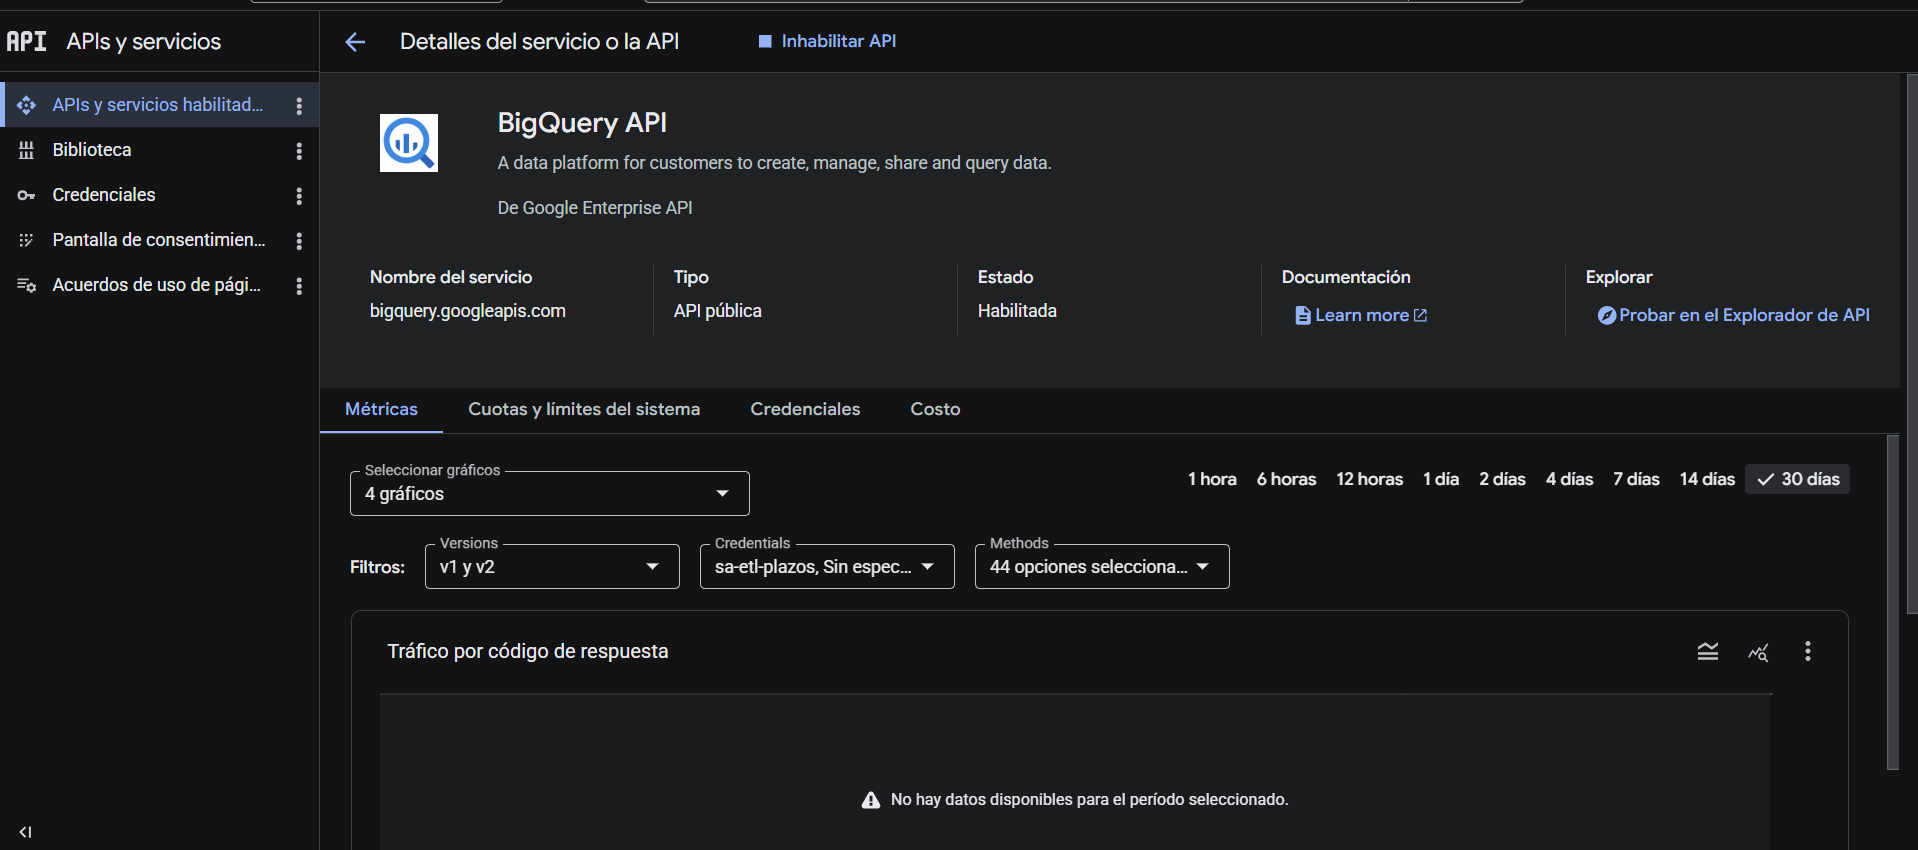 API APIs y servicios
Detalles del servicio o la API
Inhabilitar API
APIs y servicios habilitad...
Biblioteca
Credenciales
Pantalla de consentimien...
Acuerdos de uso de pági...
BigQuery API
A data platform for customers to create, manage, share and query data.
De Google Enterprise API
Nombre del servicio
bigquery.googleapis.com
Tipo
API pública
Estado
Habilitada
Documentación
Learn more
Explorar
Probar en el Explorador de API
Métricas
Cuotas y límites del sistema
Credenciales
Costo
Seleccionar gráficos
4 gráficos
1 hora 6 horas 12 horas 1 día 2 días 4 días 7 días 14 días 30 días
Filtros:
Versions
v1 y v2
Credentials
sa-etl-plazos, Sin espec...
Methods
44 opciones selecciona...
Tráfico por código de respuesta
No hay datos disponibles para el período seleccionado.